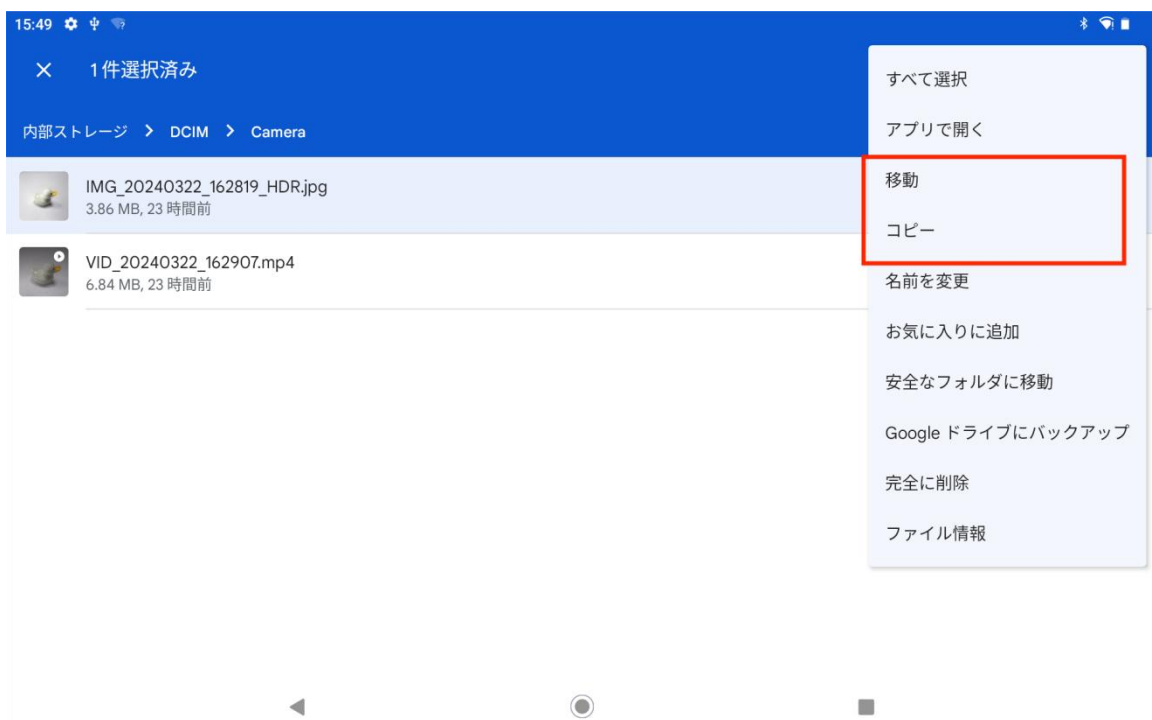 15:49
1件選択済み
内部ストレージ > DCIM > Camera
IMG_20240322_162819_HDR.jpg
3.86 MB, 23 時間前
VID_20240322_162907.mp4
6.84 MB, 23 時間前
すべて選択
アプリで開く
移動
コピー
名前を変更
お気に入りに追加
安全なフォルダに移動
Google ドライブにバックアップ
完全に削除
ファイル情報